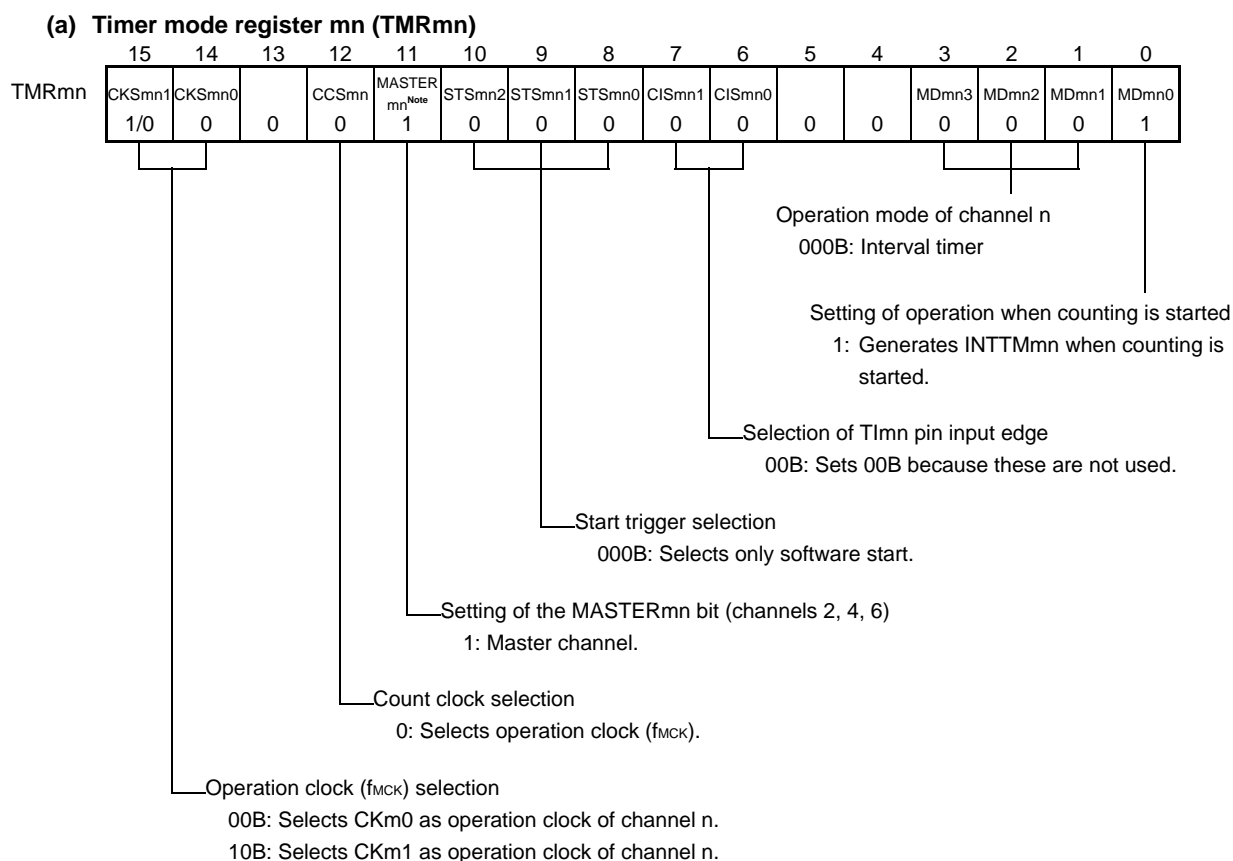 (a) Timer mode register mn (TMRmn)
15 14 13 12 11 10 9 8 7 6 5 4 3 2 1 0
TMRmn CKSmn1 CKSmn0 CCSmn MASTER mn Note STSmn2 STSmn1 STSmn0 CISmn1 CISmn0 MDmn3 MDmn2 MDmn1 MDmn0
1/0 0 0 0 1 0 0 0 0 0 0 0 0 0 0 1
Operation mode of channel n
000B: Interval timer
Setting of operation when counting is started
1: Generates INTTMmn when counting is
started.
Selection of TImn pin input edge
00B: Sets 00B because these are not used.
Start trigger selection
000B: Selects only software start.
Setting of the MASTERmn bit (channels 2, 4, 6)
1: Master channel.
Count clock selection
0: Selects operation clock (fMCK).
Operation clock (fMCK) selection
00B: Selects CKm0 as operation clock of channel n.
10B: Selects CKm1 as operation clock of channel n.